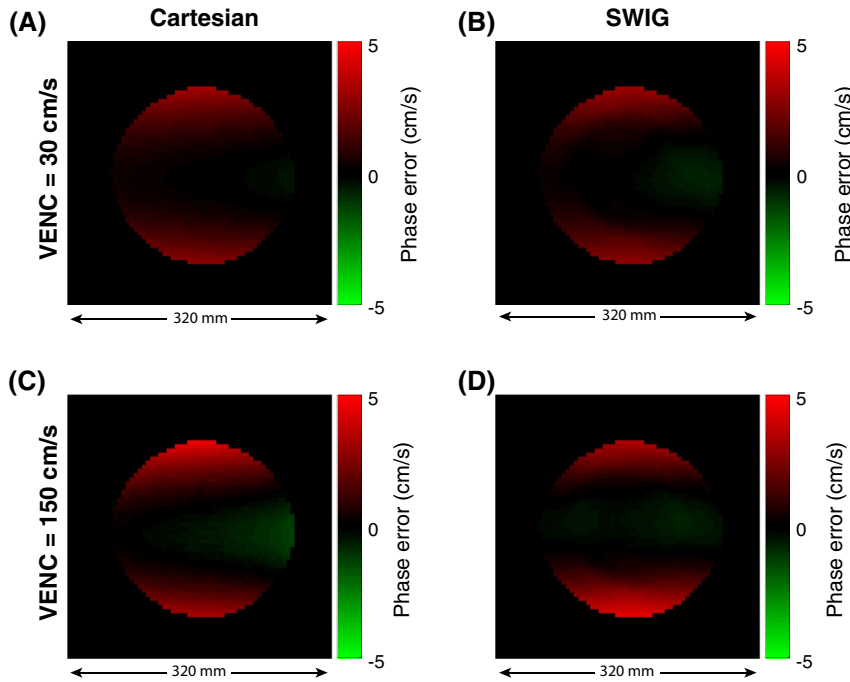 (A) Cartesian
(B) SWIG
VENC = 30 cm/s
5
0
-5
Phase error (cm/s)
320 mm
5
0
-5
Phase error (cm/s)
320 mm
(C)
(D)
VENC = 150 cm/s
5
0
-5
Phase error (cm/s)
320 mm
5
0
-5
Phase error (cm/s)
320 mm